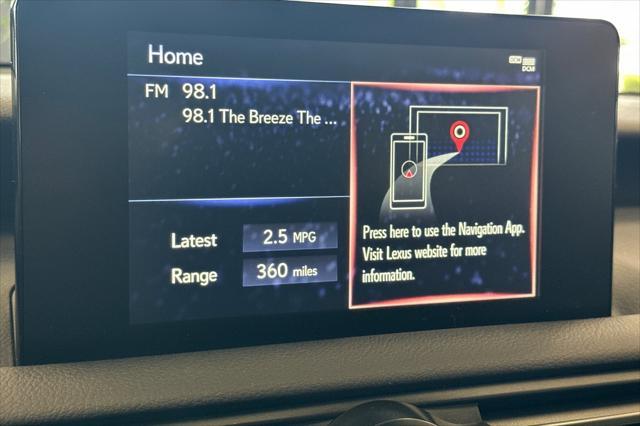 Home
DCM
FM 98.1
98.1 The Breeze The ...
Latest 2.5 MPG
Range 360 miles
Press here to use the Navigation App.
Visit Lexus website for more
information.